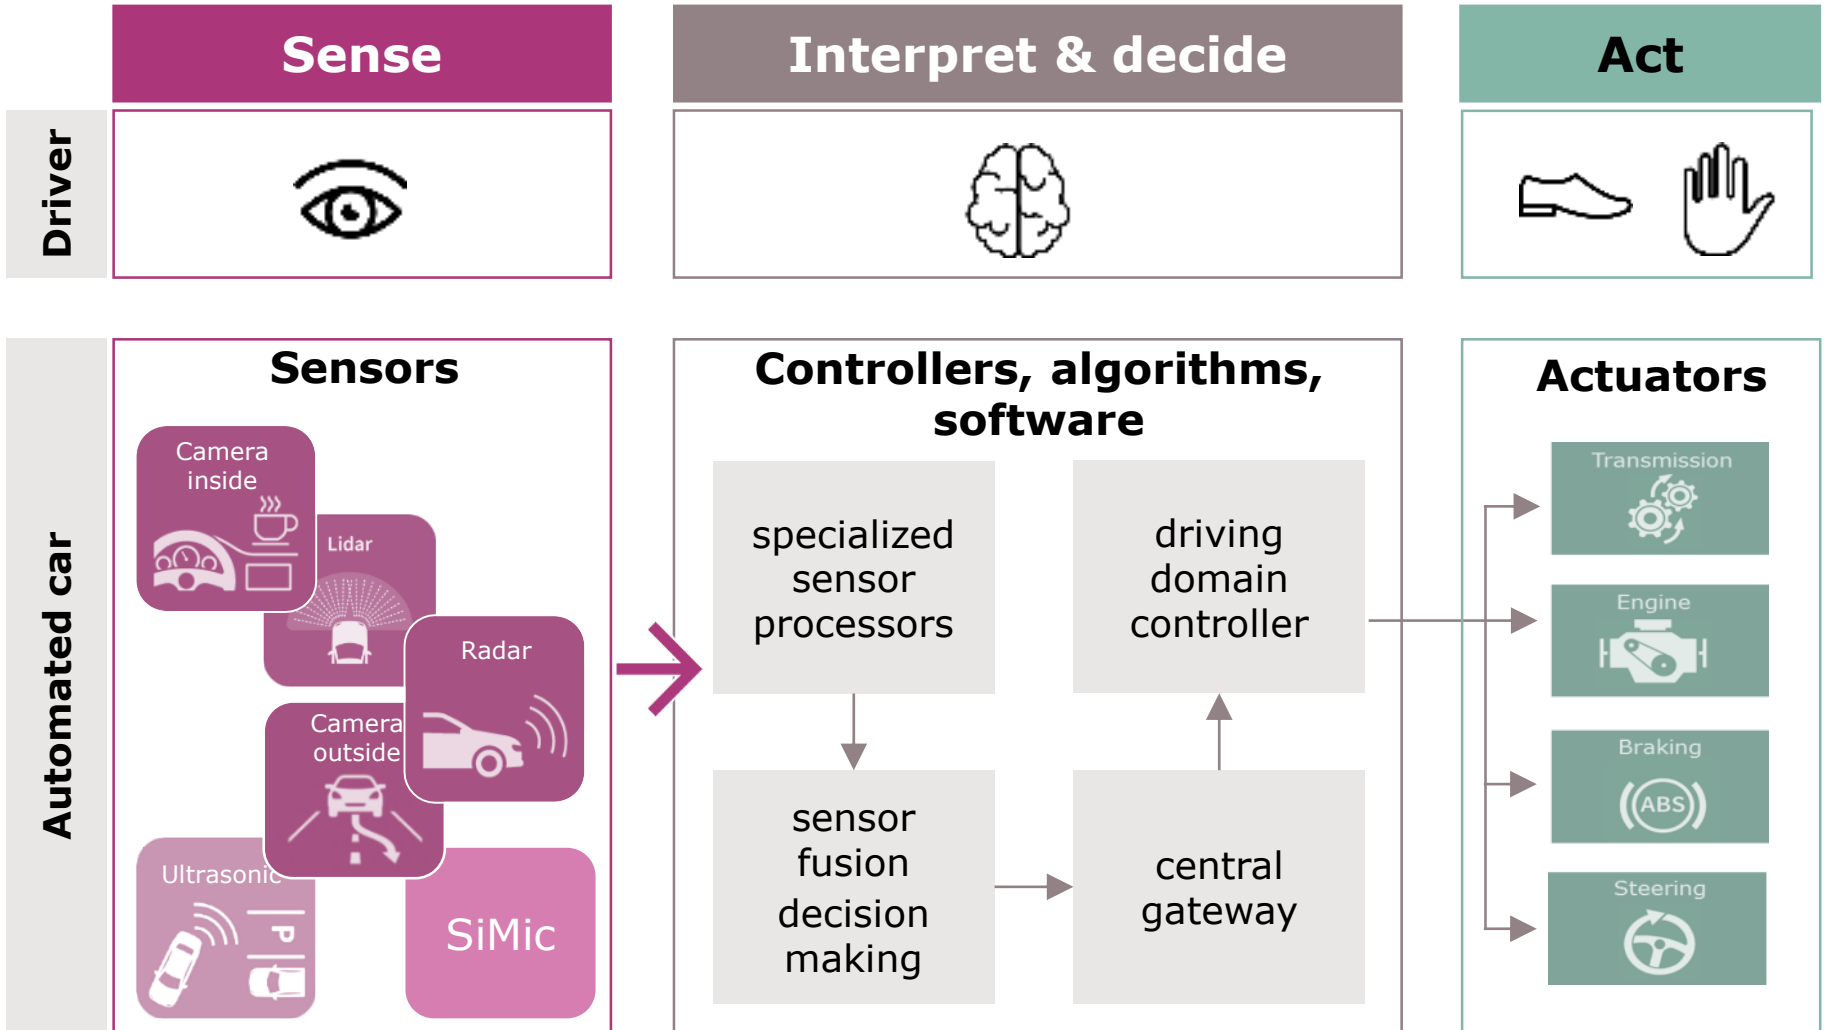 Sense
Interpret & decide
Act
Driver
Automated car
Sensors
Camera
inside
Lidar
Radar
Camera
outside
Ultrasonic
P
SiMic
Controllers, algorithms,
software
specialized
sensor
processors
driving
domain
controller
sensor
fusion
decision
making
central
gateway
Actuators
Transmission
Engine
Braking
ABS
Steering